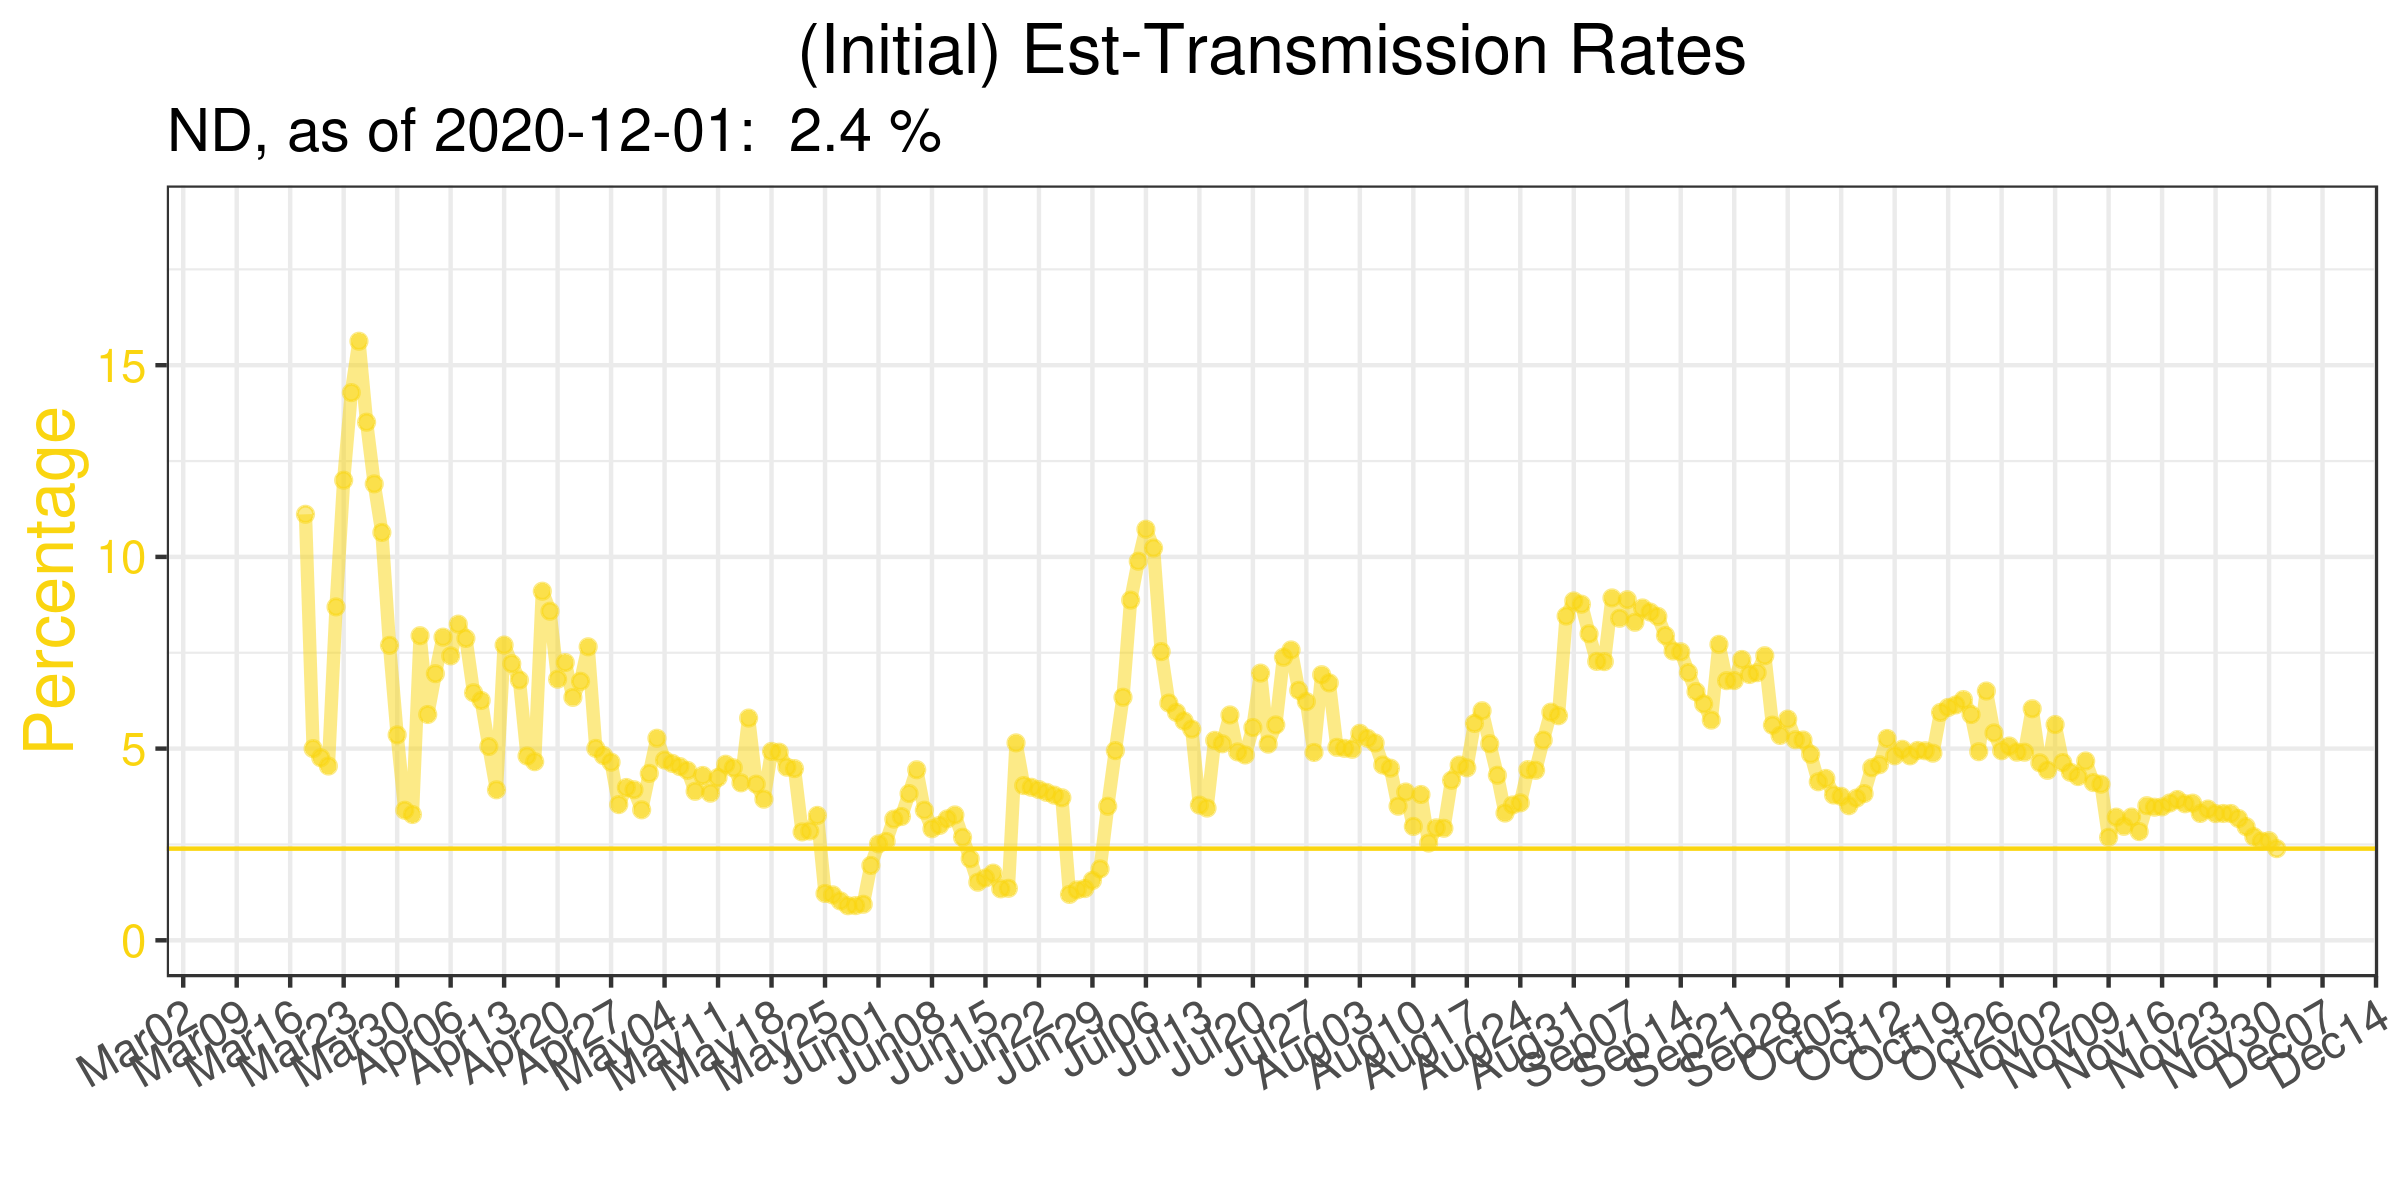 (Initial) Est-Transmission Rates
ND, as of 2020-12-01:  2.4 %
Percentage
15
10
5
0
Mar02
Mar09
Mar16
Mar23
Mar30
Apr06
Apr13
Apr20
Apr27
May04
May11
May18
May25
Jun01
Jun08
Jun15
Jun22
Jun29
Jul06
Jul13
Jul20
Jul27
Aug03
Aug10
Aug17
Aug24
Aug31
Sep07
Sep14
Sep21
Sep28
Oct05
Oct12
Oct19
Oct26
Nov02
Nov09
Nov16
Nov23
Nov30
Dec07
Dec14